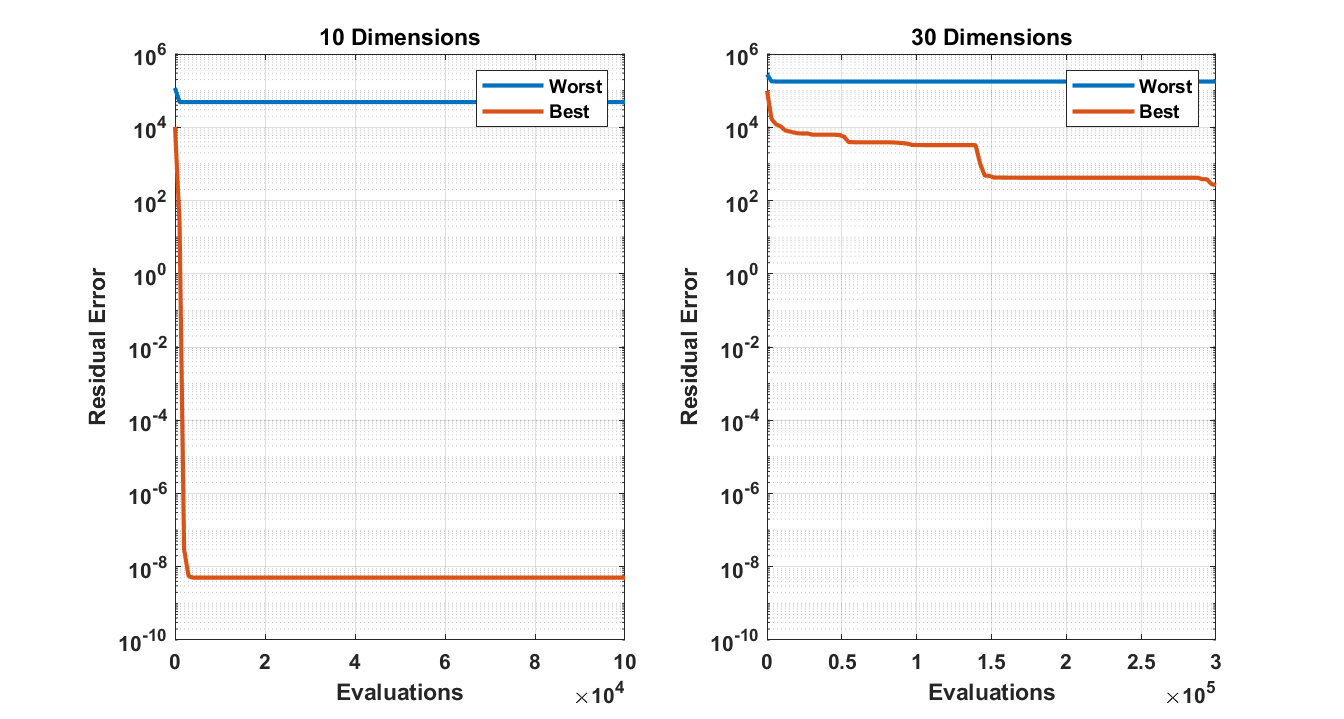 10 Dimensions
10^6
10^4
10^2
10^0
10^-2
10^-4
10^-6
10^-8
10^-10
Residual Error
Worst
Best
0 2 4 6 8 10
Evaluations
×10^4
30 Dimensions
10^6
10^4
10^2
10^0
10^-2
10^-4
10^-6
10^-8
10^-10
Residual Error
Worst
Best
0 0.5 1 1.5 2 2.5 3
Evaluations
×10^5